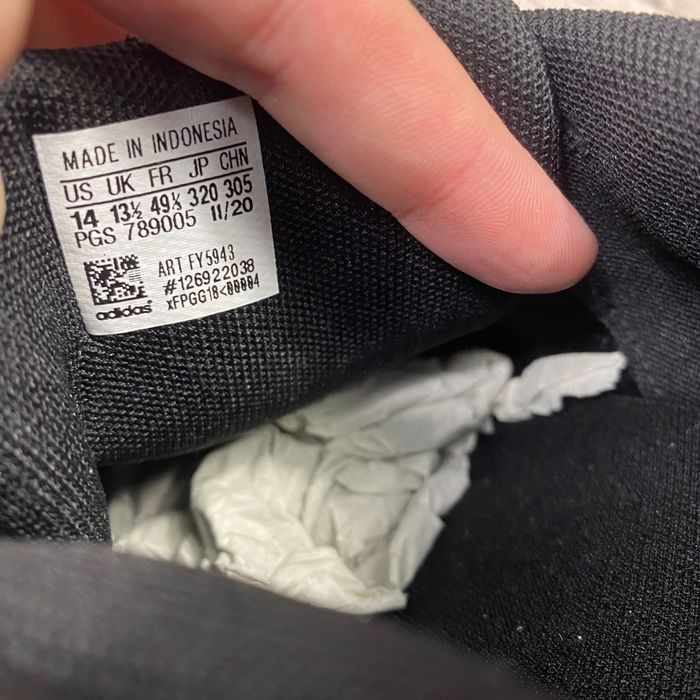 MADE IN INDONESIA
US UK FR JP CHN
14 13½ 49⅓ 320 305
PGS 789005 11/20
ART FY5943
#126922038
xFPGG18<00004
adidas